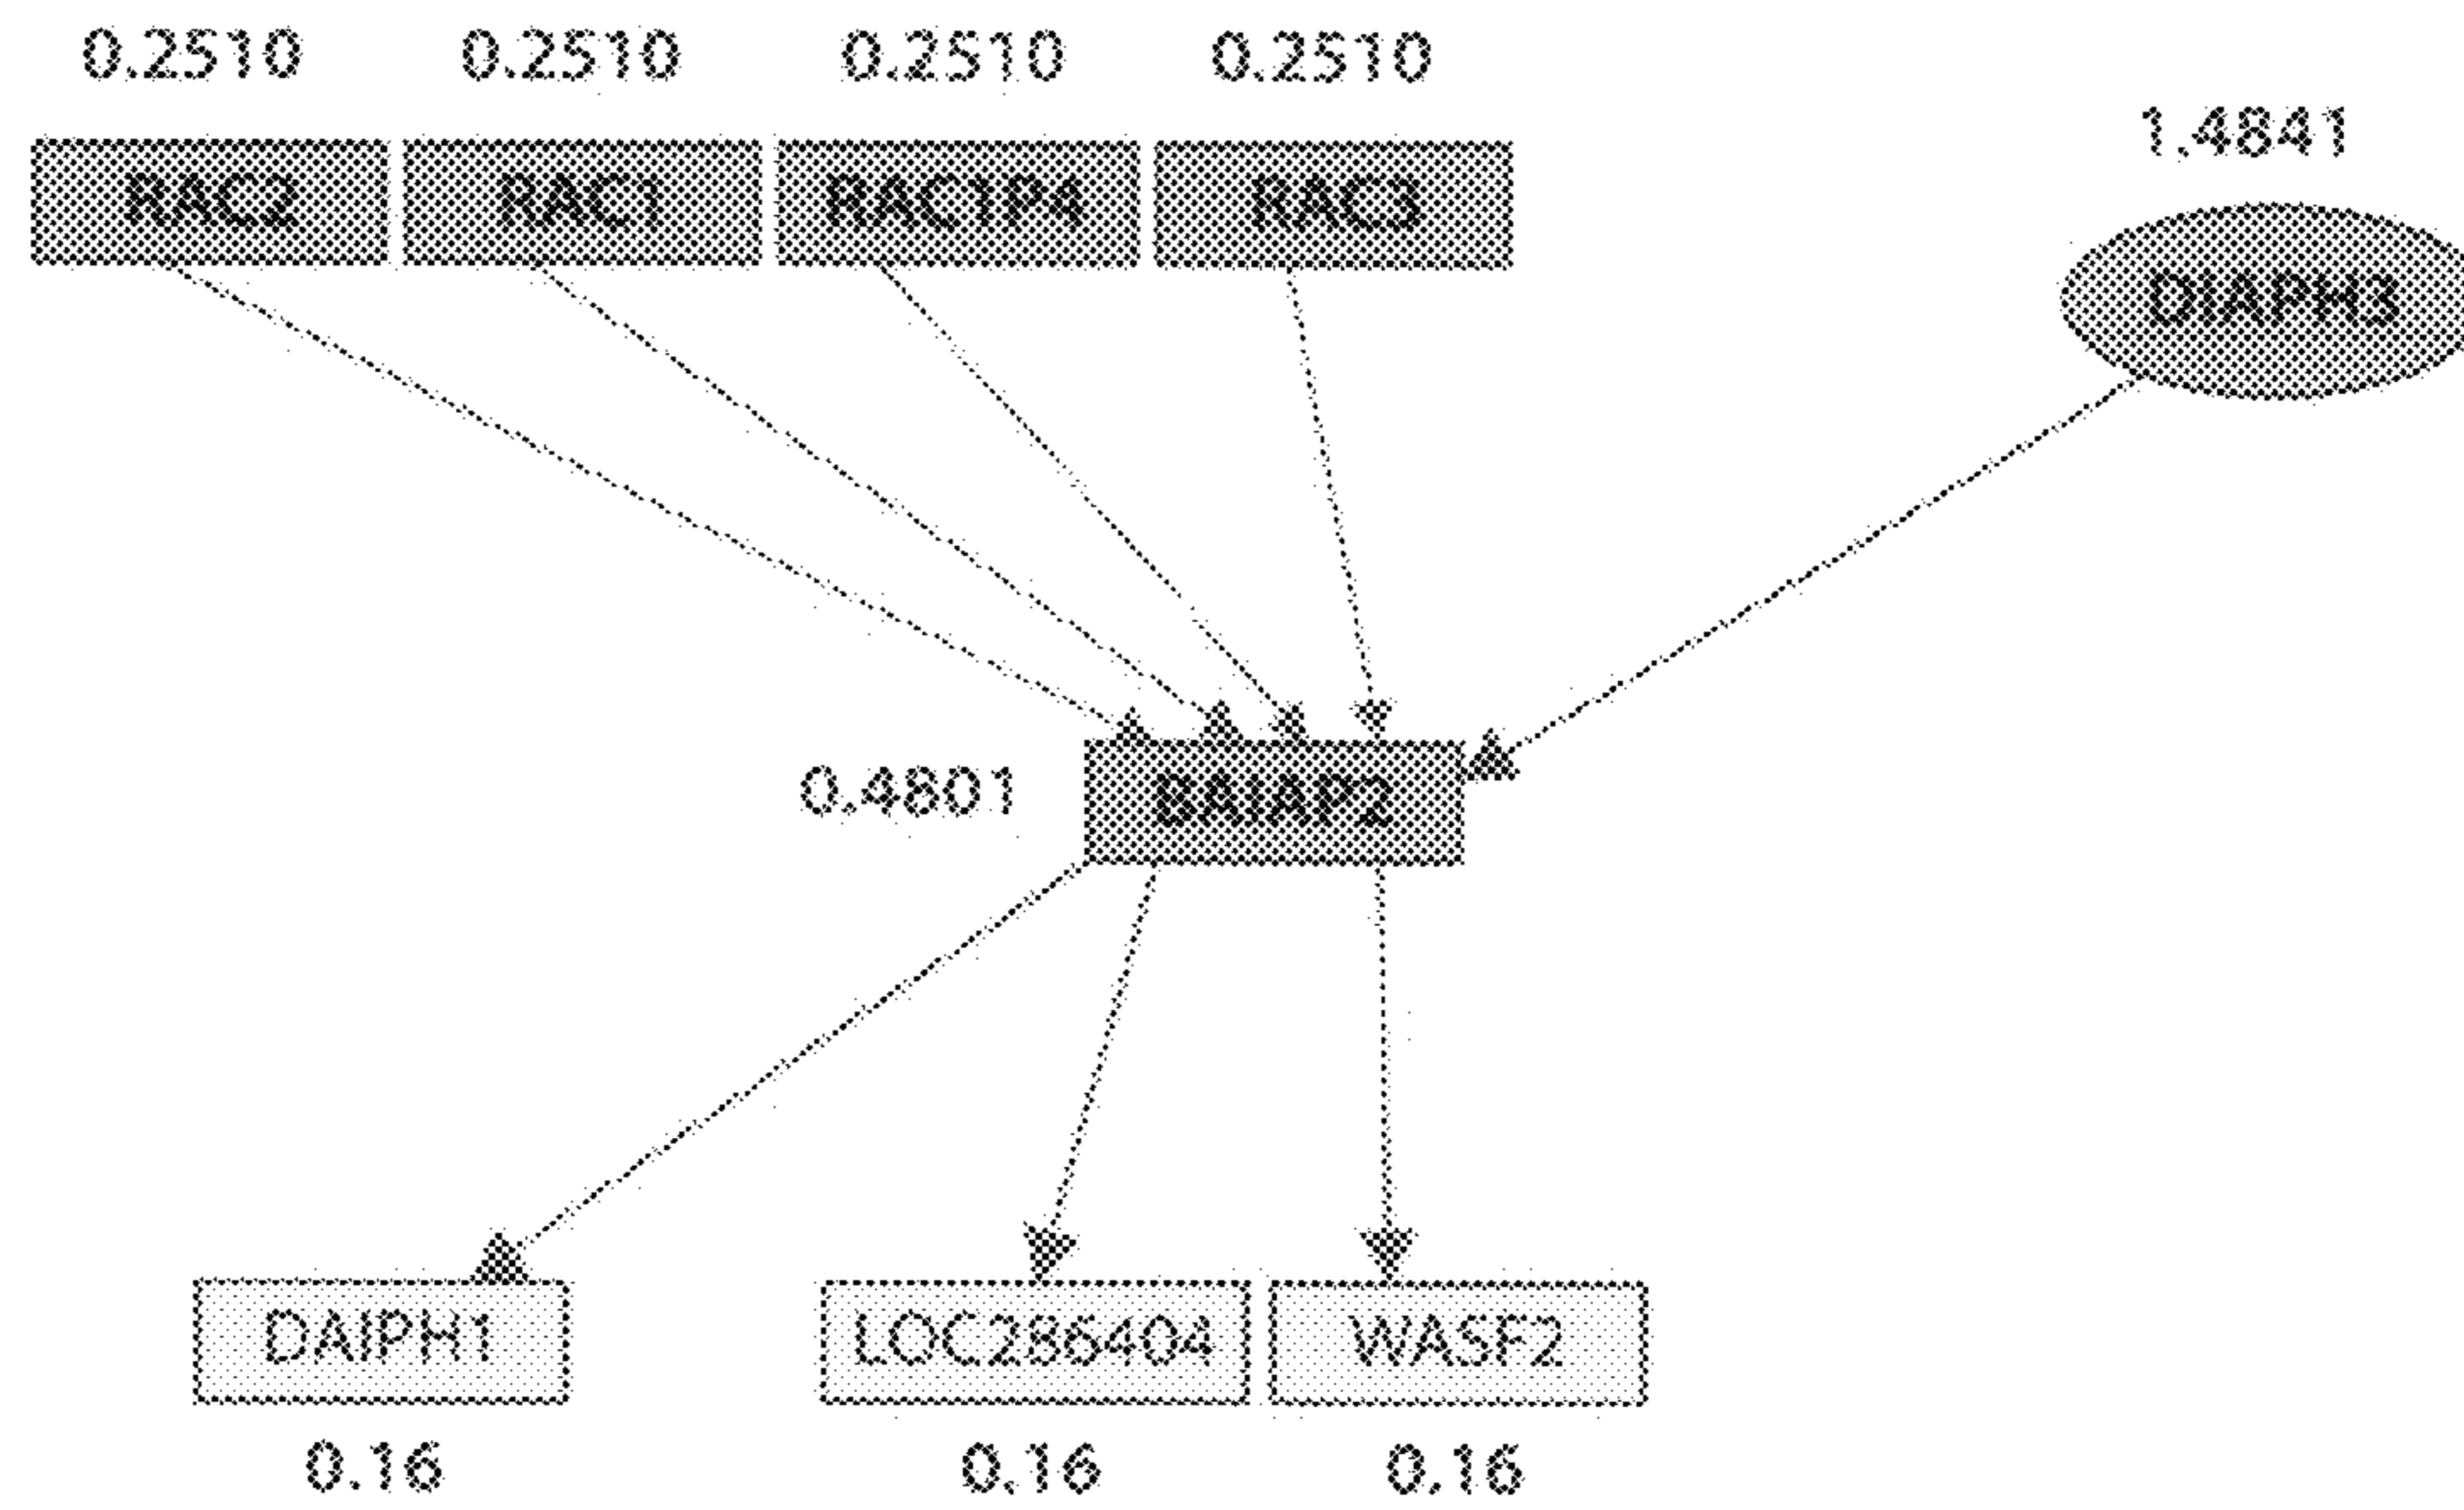 0.2510 0.2510 0.2510 0.2510
1.4841
RAC2 RAC1 RAC1P4 RAC3
DIAPH3
0.4801 BAIAP2
DAIPH1 LOC286404 WASF2
0.16 0.16 0.16